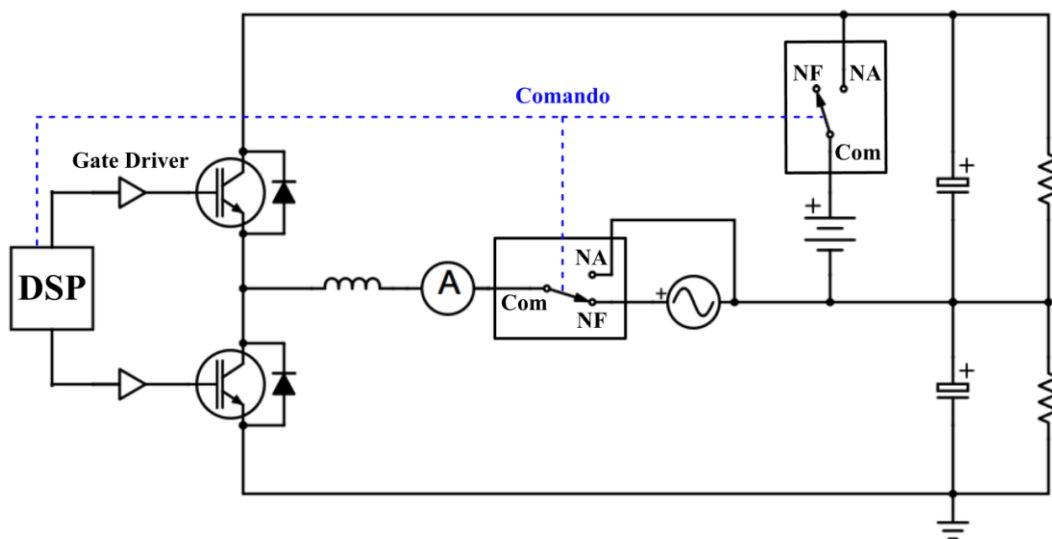 NF
NA
Comando
Com
Gate Driver
+
+
DSP
A
NA
Com
NF
+
+